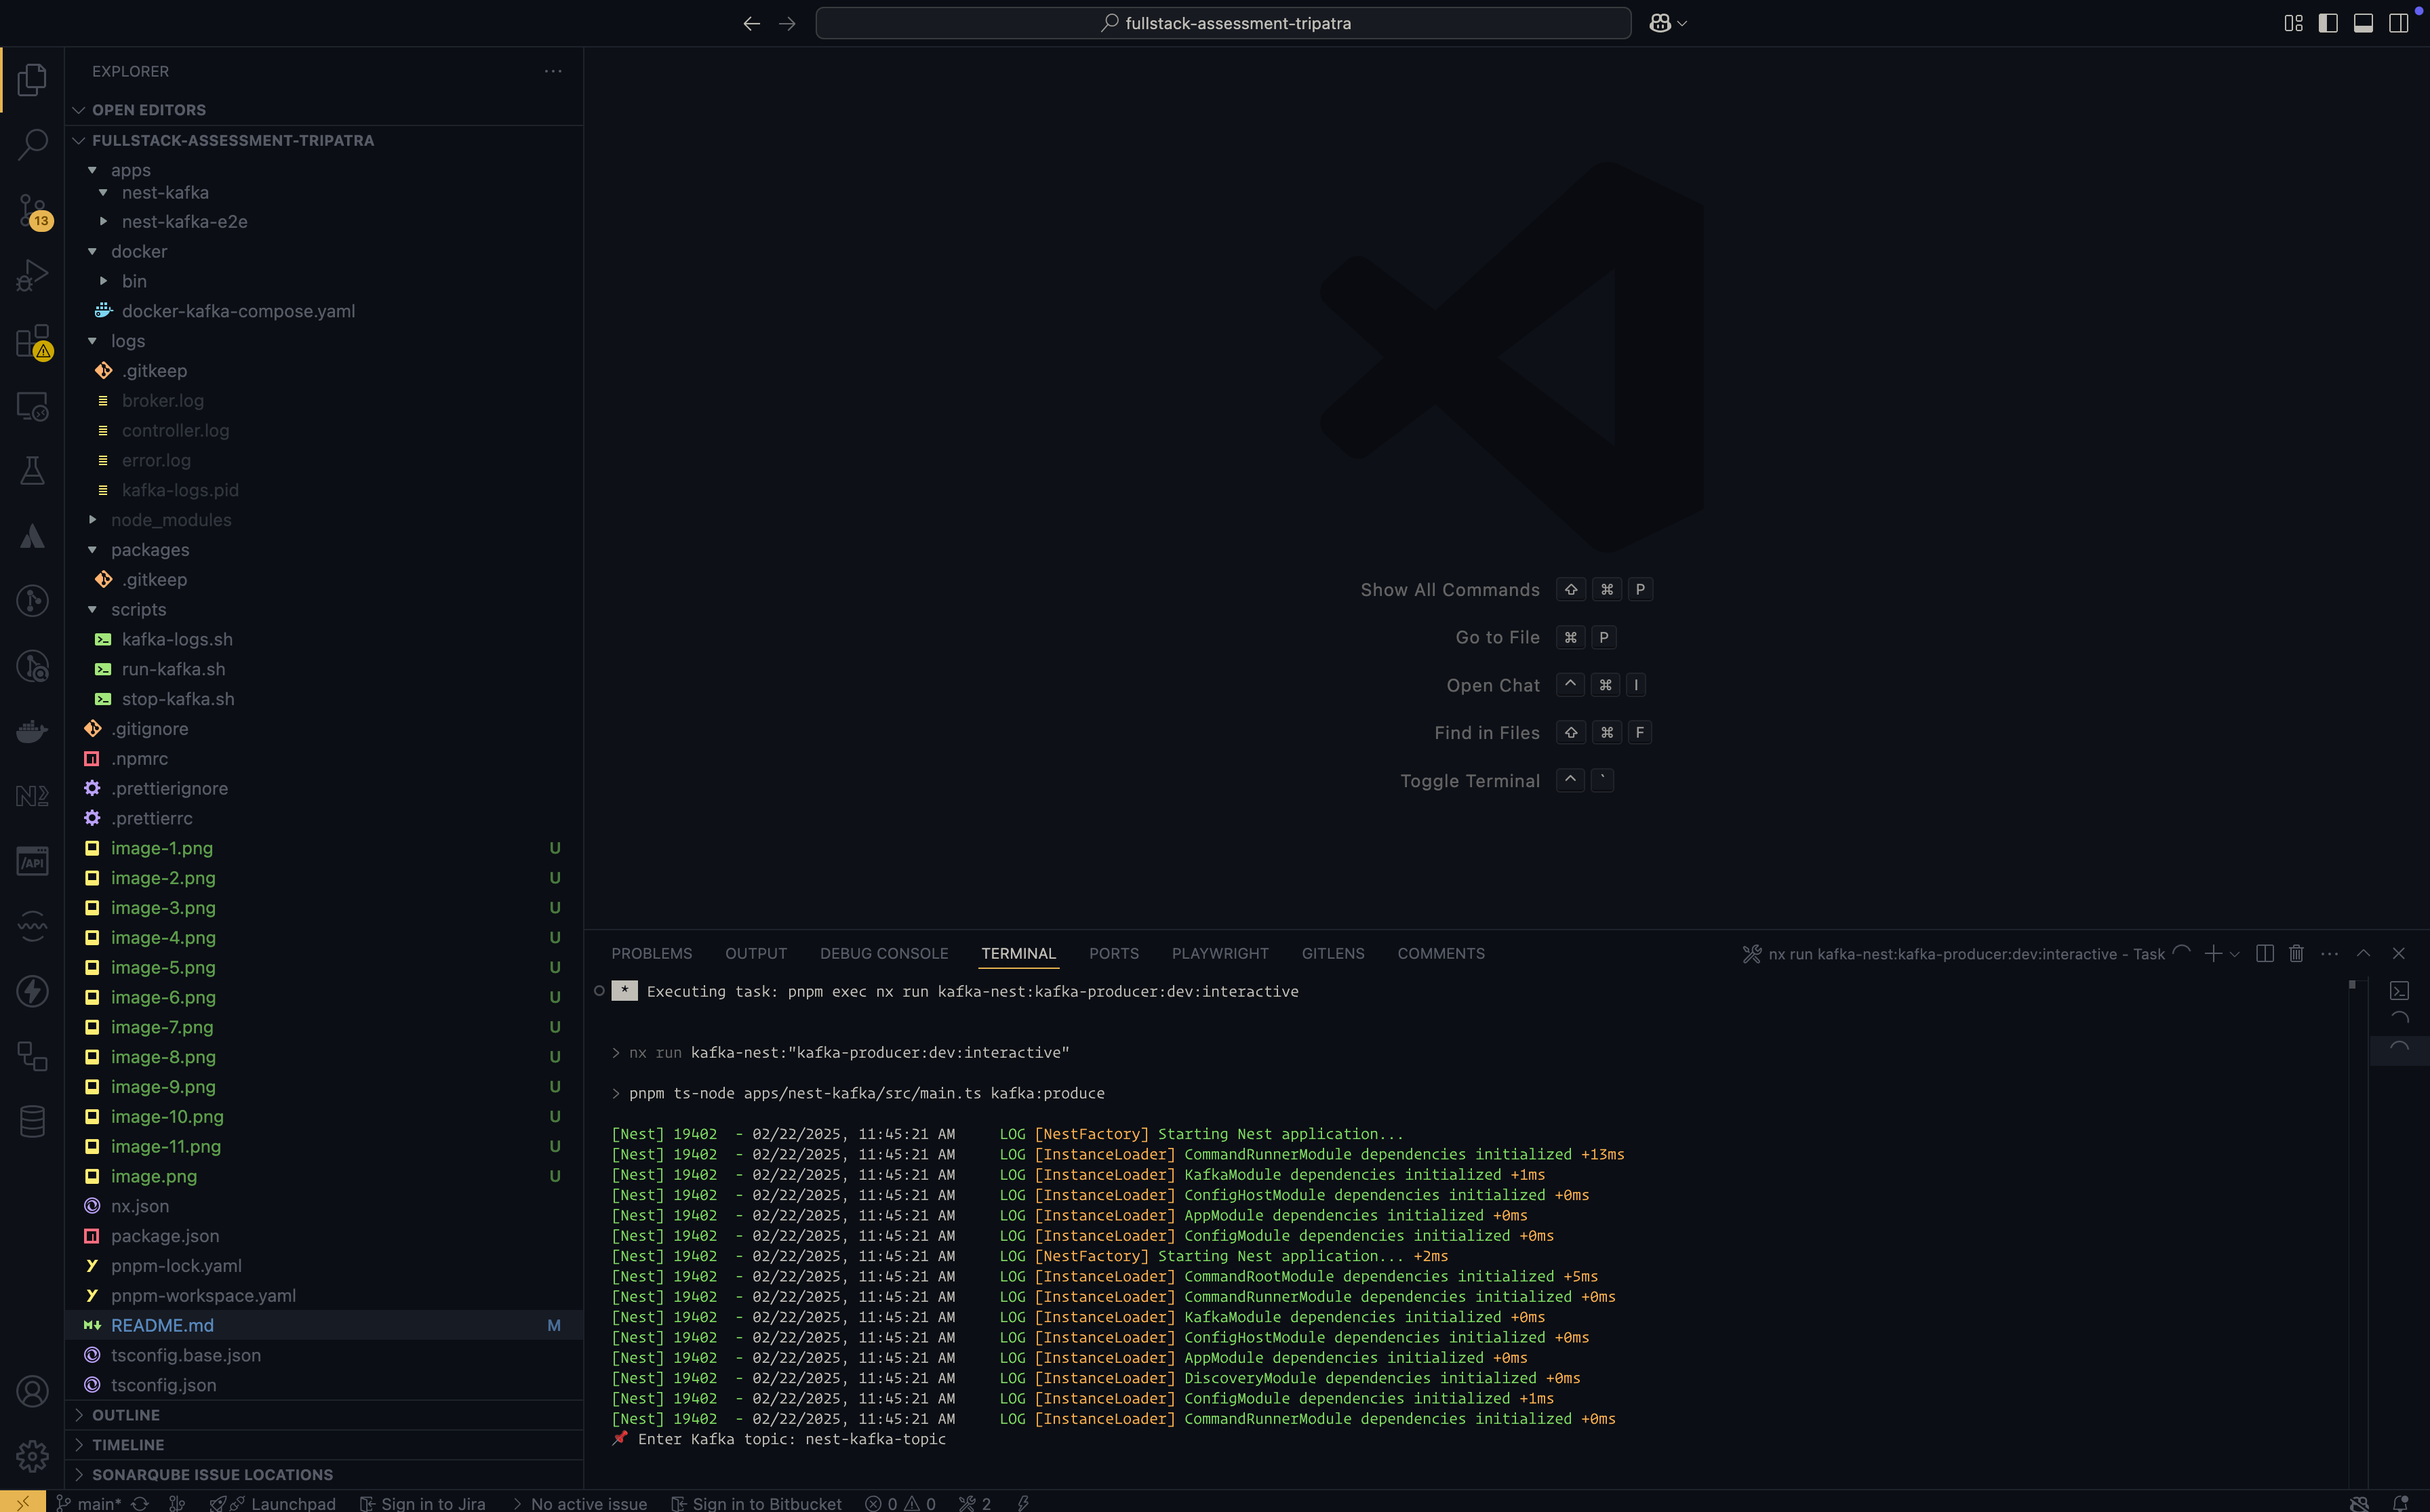 fullstack-assessment-tripatra
EXPLORER
OPEN EDITORS
FULLSTACK-ASSESSMENT-TRIPATRA
apps
nest-kafka
nest-kafka-e2e
docker
bin
docker-kafka-compose.yaml
logs
.gitkeep
broker.log
controller.log
error.log
kafka-logs.pid
node_modules
packages
.gitkeep
scripts
kafka-logs.sh
run-kafka.sh
stop-kafka.sh
.gitignore
.npmrc
.prettierignore
.prettierrc
image-1.png U
image-2.png U
image-3.png U
image-4.png U
image-5.png U
image-6.png U
image-7.png U
image-8.png U
image-9.png U
image-10.png U
image-11.png U
image.png U
nx.json
package.json
pnpm-lock.yaml
pnpm-workspace.yaml
README.md M
tsconfig.base.json
tsconfig.json
OUTLINE
TIMELINE
SONARQUBE ISSUE LOCATIONS
13
/API
Show All Commands ⇧ ⌘ P
Go to File ⌘ P
Open Chat ^ ⌘ I
Find in Files ⇧ ⌘ F
Toggle Terminal ^ `
PROBLEMS OUTPUT DEBUG CONSOLE TERMINAL PORTS PLAYWRIGHT GITLENS COMMENTS
nx run kafka-nest:kafka-producer:dev:interactive - Task
* Executing task: pnpm exec nx run kafka-nest:kafka-producer:dev:interactive
> nx run kafka-nest:"kafka-producer:dev:interactive"
> pnpm ts-node apps/nest-kafka/src/main.ts kafka:produce
[Nest] 19402 - 02/22/2025, 11:45:21 AM LOG [NestFactory] Starting Nest application...
[Nest] 19402 - 02/22/2025, 11:45:21 AM LOG [InstanceLoader] CommandRunnerModule dependencies initialized +13ms
[Nest] 19402 - 02/22/2025, 11:45:21 AM LOG [InstanceLoader] KafkaModule dependencies initialized +1ms
[Nest] 19402 - 02/22/2025, 11:45:21 AM LOG [InstanceLoader] ConfigHostModule dependencies initialized +0ms
[Nest] 19402 - 02/22/2025, 11:45:21 AM LOG [InstanceLoader] AppModule dependencies initialized +0ms
[Nest] 19402 - 02/22/2025, 11:45:21 AM LOG [InstanceLoader] ConfigModule dependencies initialized +0ms
[Nest] 19402 - 02/22/2025, 11:45:21 AM LOG [NestFactory] Starting Nest application... +2ms
[Nest] 19402 - 02/22/2025, 11:45:21 AM LOG [InstanceLoader] CommandRootModule dependencies initialized +5ms
[Nest] 19402 - 02/22/2025, 11:45:21 AM LOG [InstanceLoader] CommandRunnerModule dependencies initialized +0ms
[Nest] 19402 - 02/22/2025, 11:45:21 AM LOG [InstanceLoader] KafkaModule dependencies initialized +0ms
[Nest] 19402 - 02/22/2025, 11:45:21 AM LOG [InstanceLoader] ConfigHostModule dependencies initialized +0ms
[Nest] 19402 - 02/22/2025, 11:45:21 AM LOG [InstanceLoader] AppModule dependencies initialized +0ms
[Nest] 19402 - 02/22/2025, 11:45:21 AM LOG [InstanceLoader] DiscoveryModule dependencies initialized +0ms
[Nest] 19402 - 02/22/2025, 11:45:21 AM LOG [InstanceLoader] ConfigModule dependencies initialized +1ms
[Nest] 19402 - 02/22/2025, 11:45:21 AM LOG [InstanceLoader] CommandRunnerModule dependencies initialized +0ms
📌 Enter Kafka topic: nest-kafka-topic
main* Launchpad Sign in to Jira No active issue Sign in to Bitbucket 0 0 2